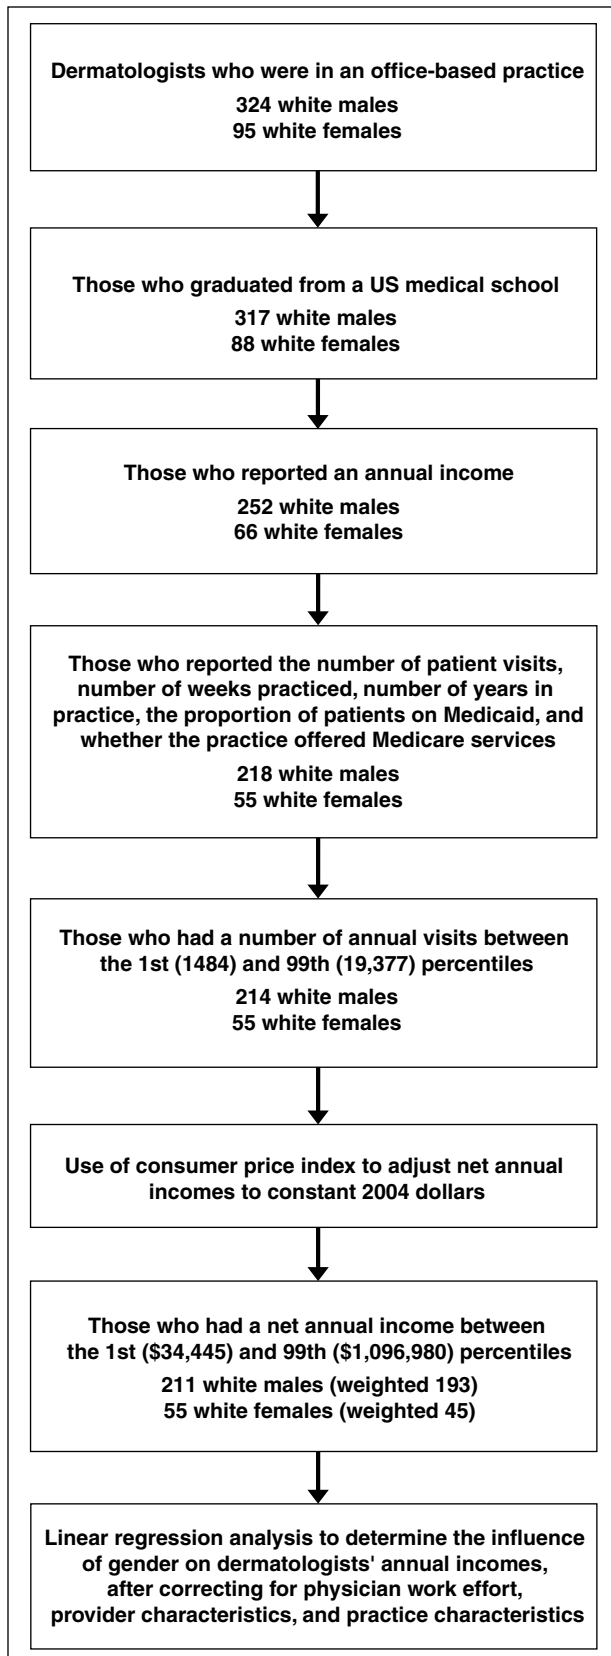 Dermatologists who were in an office-based practice
324 white males
95 white females
Those who graduated from a US medical school
317 white males
88 white females
Those who reported an annual income
252 white males
66 white females
Those who reported the number of patient visits,
number of weeks practiced, number of years in
practice, the proportion of patients on Medicaid, and
whether the practice offered Medicare services
218 white males
55 white females
Those who had a number of annual visits between
the 1st (1484) and 99th (19,377) percentiles
214 white males
55 white females
Use of consumer price index to adjust net annual
incomes to constant 2004 dollars
Those who had a net annual income between
the 1st ($34,445) and 99th ($1,096,980) percentiles
211 white males (weighted 193)
55 white females (weighted 45)
Linear regression analysis to determine the influence
of gender on dermatologists' annual incomes,
after correcting for physician work effort,
provider characteristics, and practice characteristics